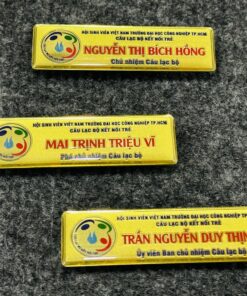 HỘI SINH VIÊN VIỆT NAM TRƯỜNG ĐẠI HỌC CÔNG NGHIỆP TP.HCM
CÂU LẠC BỘ KẾT NỐI TRẺ
NGUYỄN THỊ BÍCH HỒNG
Chủ nhiệm Câu lạc bộ
HỘI SINH VIÊN VIỆT NAM TRƯỜNG ĐẠI HỌC CÔNG NGHIỆP TP.HCM
CÂU LẠC BỘ KẾT NỐI TRẺ
MAI TRỊNH TRIỆU VĨ
Phó chủ nhiệm Câu lạc bộ
HỘI SINH VIÊN VIỆT NAM TRƯỜNG ĐẠI HỌC CÔNG NGHIỆP
CÂU LẠC BỘ KẾT NỐI TRẺ
TRẦN NGUYỄN DUY THỊN
Ủy viên Ban chủ nhiệm Câu lạc bộ